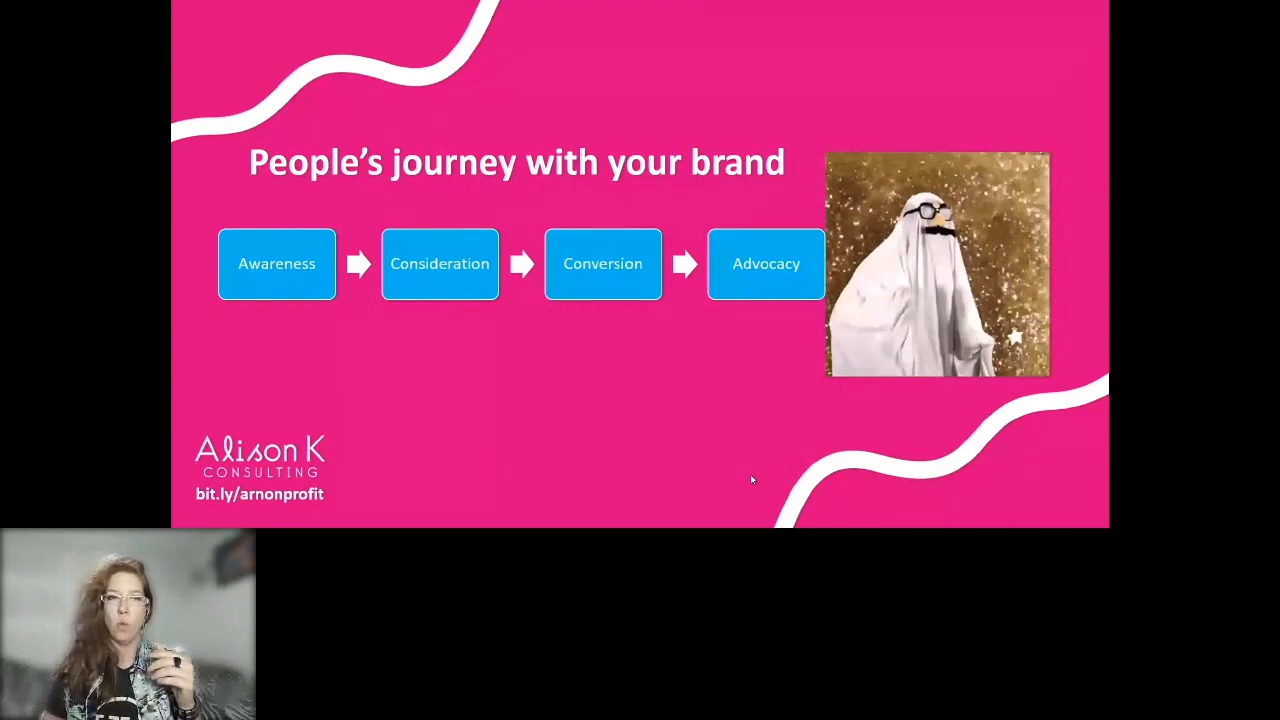 People's journey with your brand
Awareness
Consideration
Conversion
Advocacy
Alison K
CONSULTING
bit.ly/arnonprofit